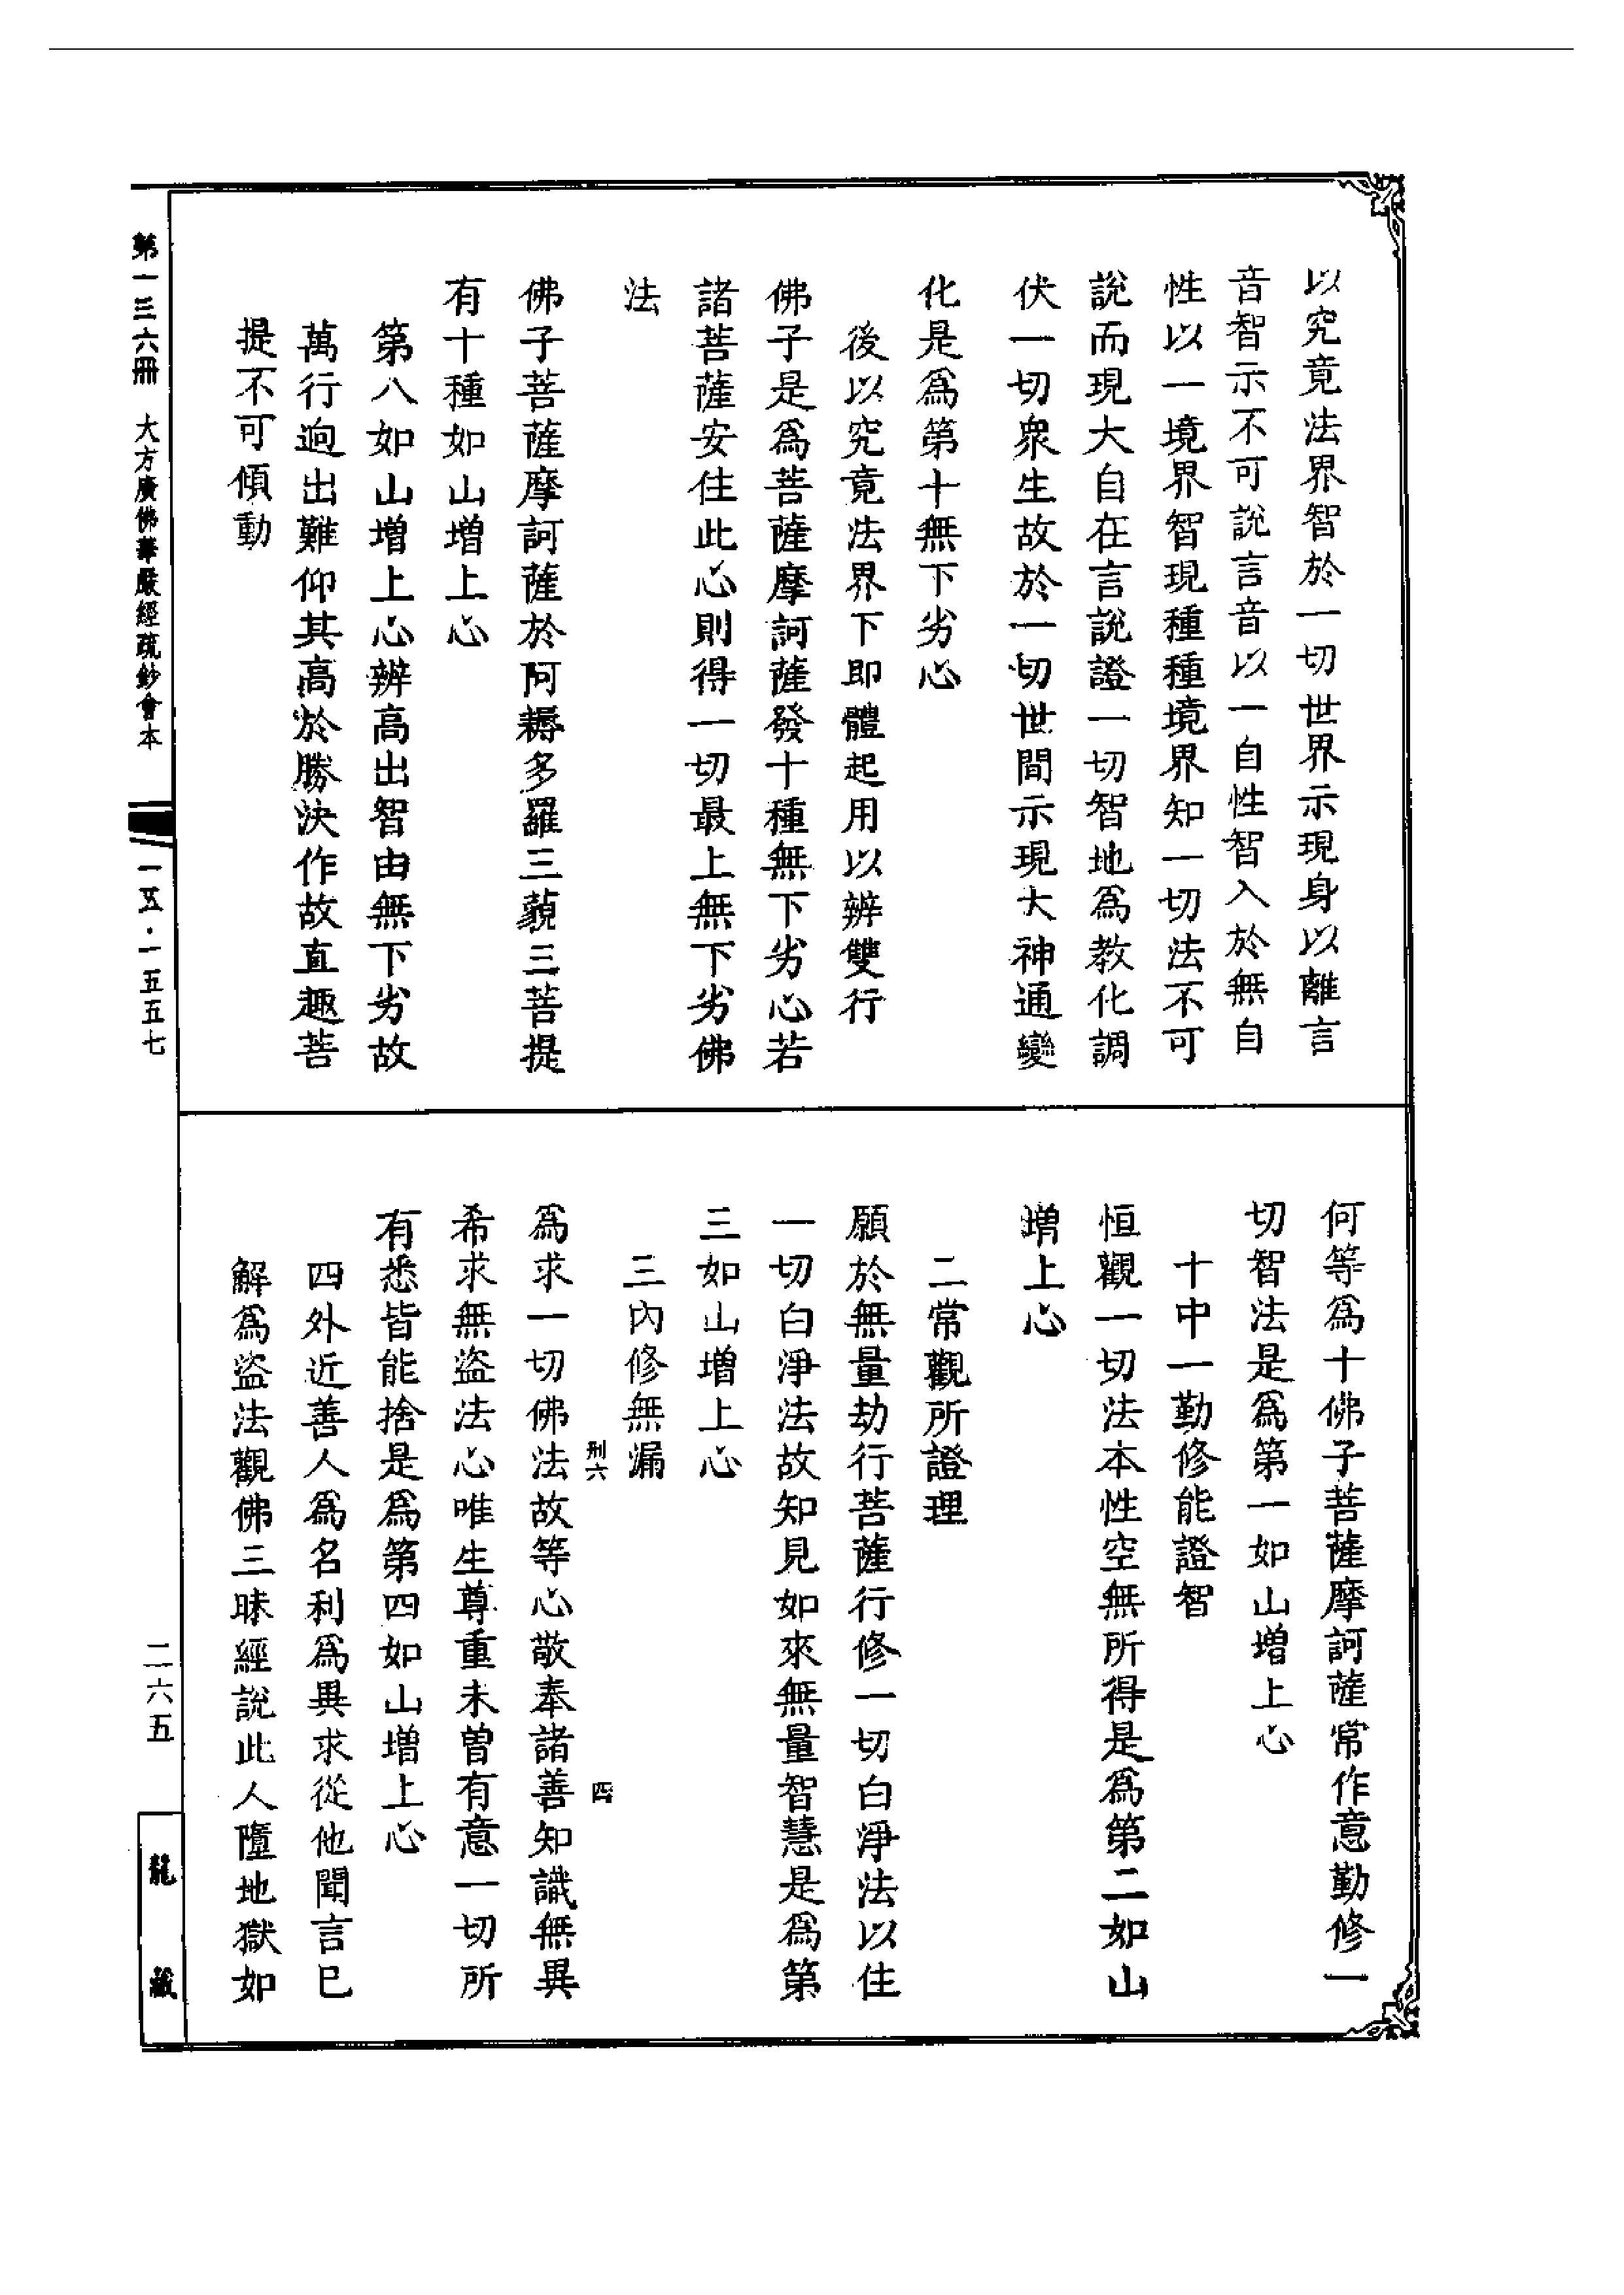 以究竟法界智於一切世界示現身以離言
音智示不可說言音以一自性智入於無自
性以一境界智現種種境界知一切法不可
說而現大自在言說證一切智地爲教化調
伏一切衆生故於一切世間示現大神通變
化是爲第十無下劣心
後以究竟法界下即體起用以辨雙行
佛子是爲菩薩摩訶薩發十種無下劣心若
諸菩薩安住此心則得一切最上無下劣佛
法
佛子菩薩摩訶薩於阿耨多羅三藐三菩提
有十種如山增上心
第八如山增上心辨高出智由無下劣故
萬行逈出難仰其高於勝決作故直趣菩
提不可傾動
何等爲十佛子菩薩摩訶薩常作意勤修一
切智法是爲第一如山增上心
十中一勤修能證智
恒觀一切法本性空無所得是爲第二如山
增上心
二常觀所證理
願於無量劫行菩薩行修一切白淨法以住
一切白淨法故知見如來無量智慧是爲第
三如山增上心
三內修無漏
刑六 四
爲求一切佛法故等心敬奉諸善知識無異
希求無盜法心唯生尊重未曾有意一切所
有悉皆能捨是爲第四如山增上心
四外近善人爲名利爲異求從他聞言已
解爲盜法觀佛三昧經說此人墮地獄如
第一三六冊 大方廣佛華嚴經疏鈔會本
一五·一五五七
二六五
龍藏